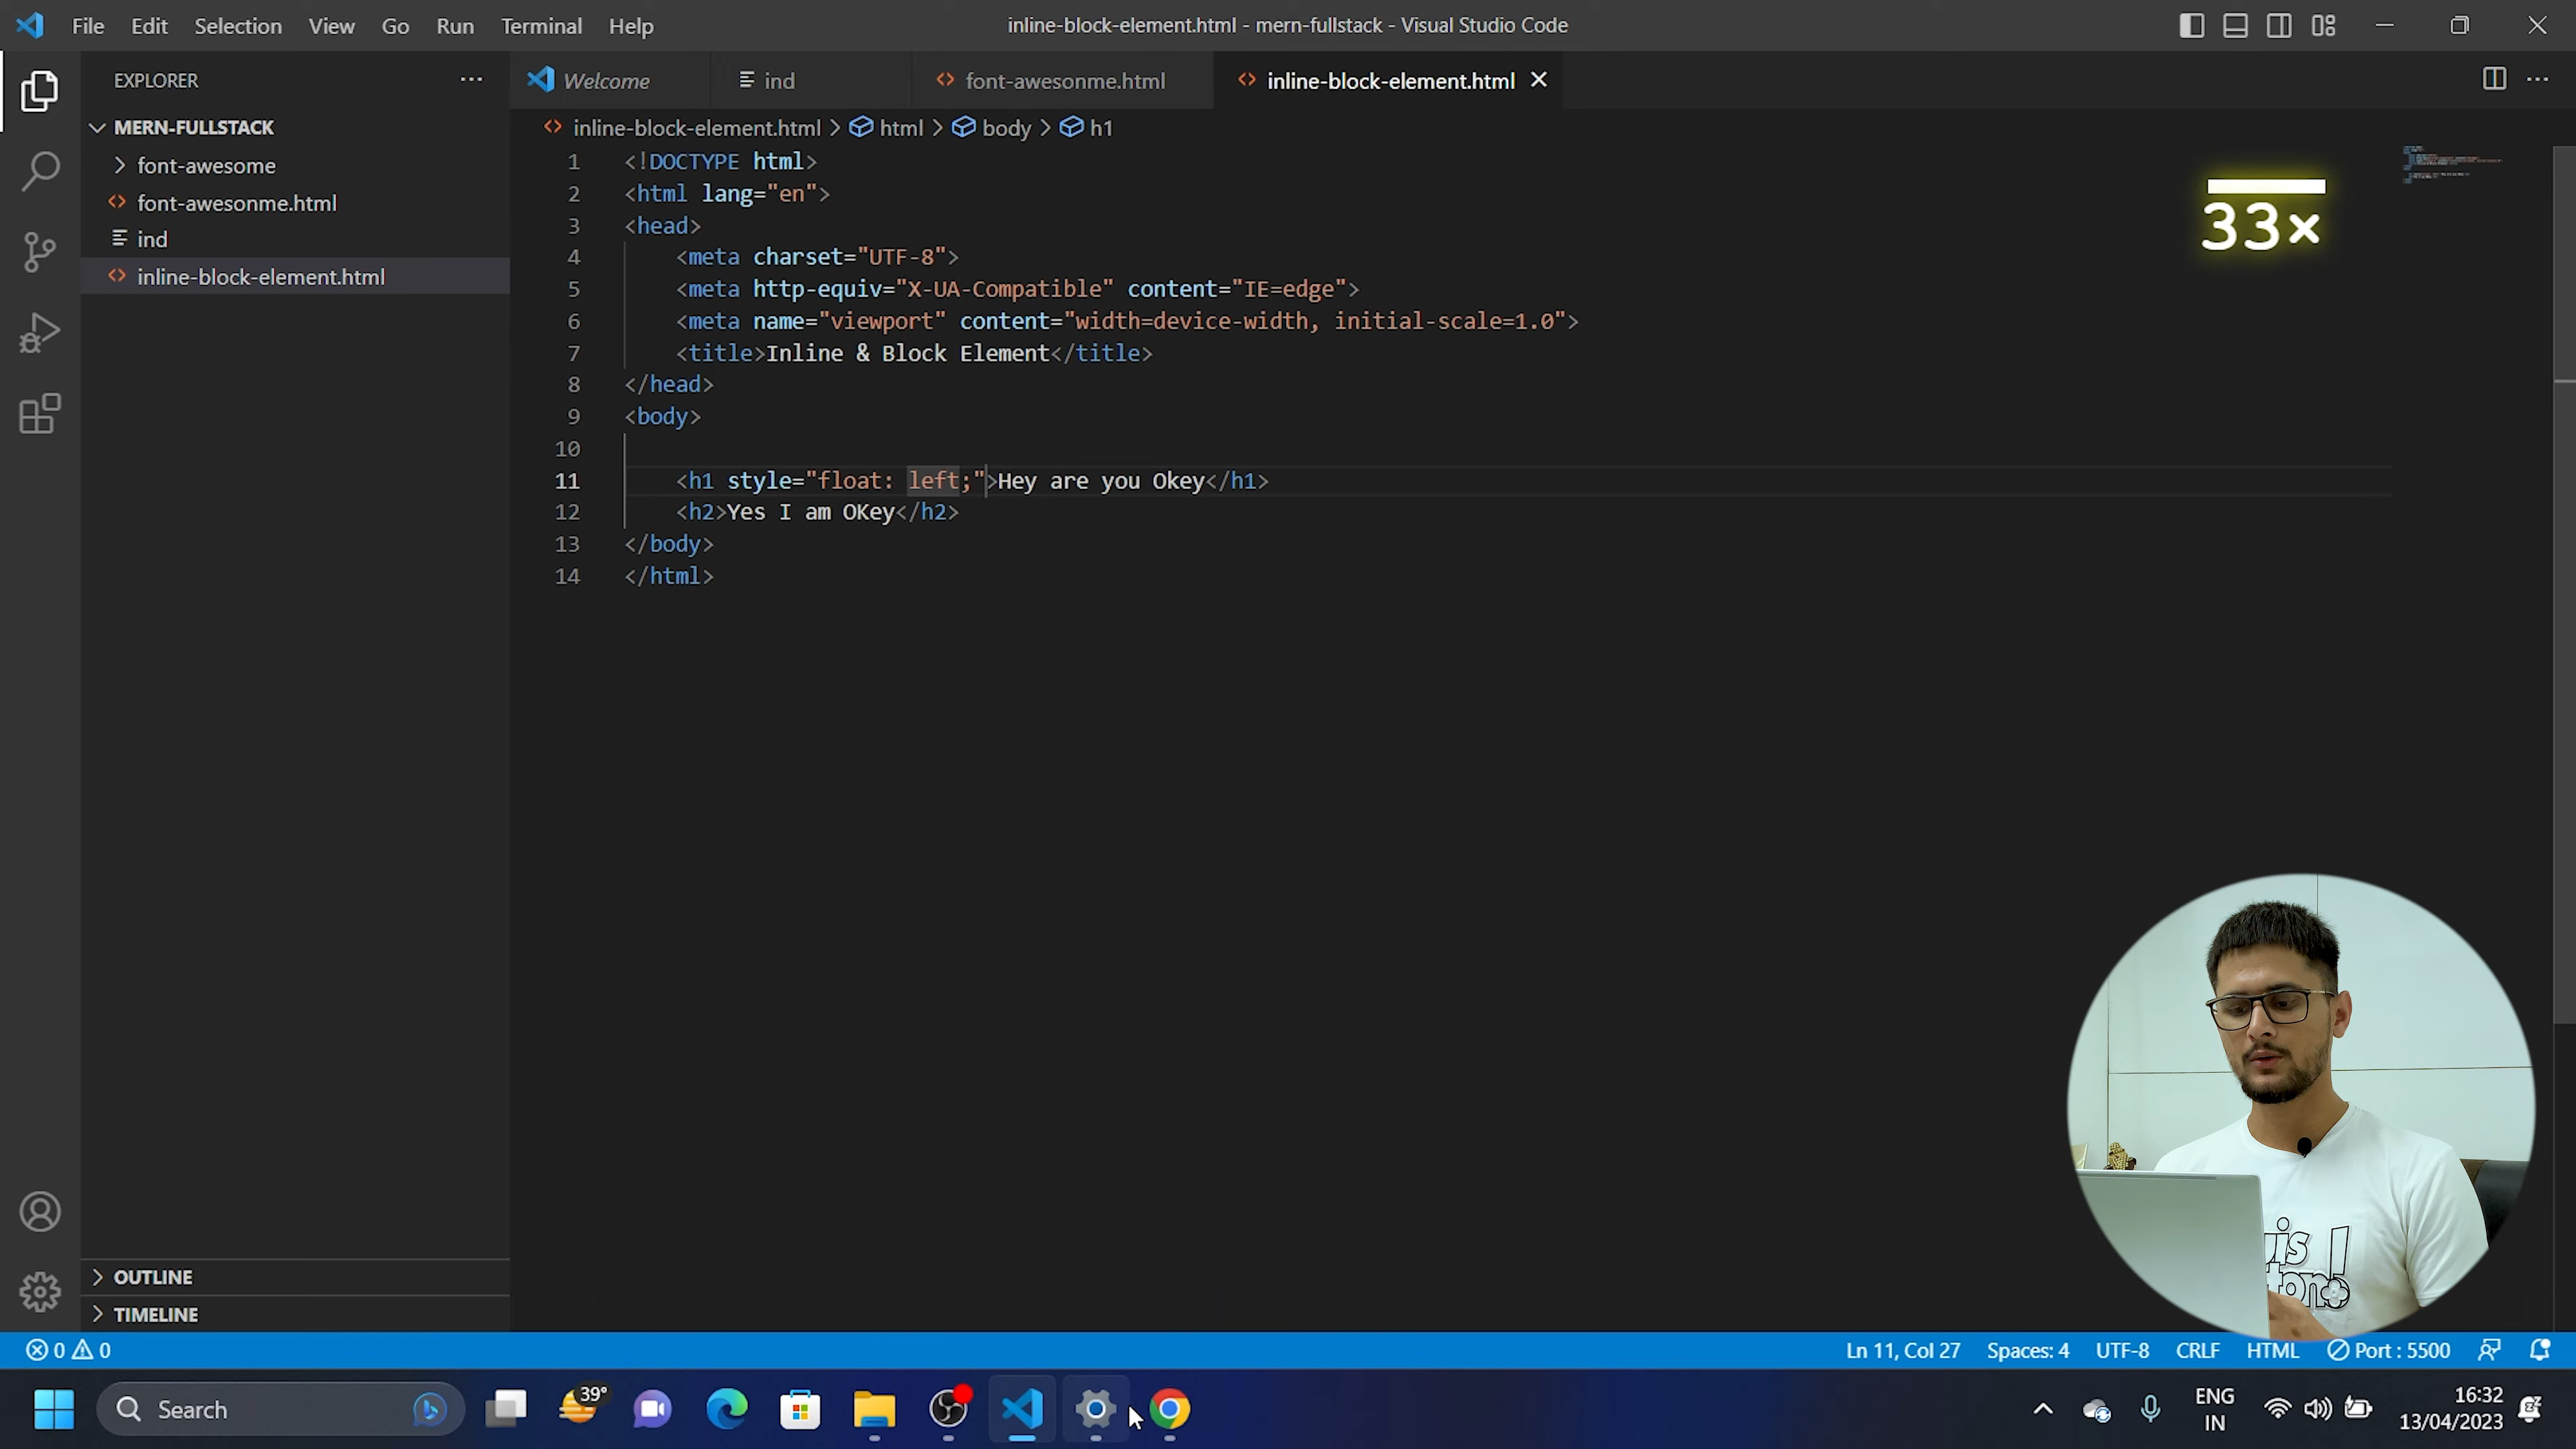 File Edit Selection View Go Run Terminal Help
inline-block-element.html - mern-fullstack - Visual Studio Code
EXPLORER
Welcome
ind
font-awesonme.html
inline-block-element.html
MERN-FULLSTACK
font-awesome
font-awesonme.html
ind
inline-block-element.html
inline-block-element.html > html > body > h1
1 <!DOCTYPE html>
2 <html lang="en">
3 <head>
4 <meta charset="UTF-8">
5 <meta http-equiv="X-UA-Compatible" content="IE=edge">
6 <meta name="viewport" content="width=device-width, initial-scale=1.0">
7 <title>Inline & Block Element</title>
8 </head>
9 <body>
10
11 <h1 style="float: left;">Hey are you Okey</h1>
12 <h2>Yes I am OKey</h2>
13 </body>
14 </html>
33×
OUTLINE
TIMELINE
0 0
Ln 11, Col 27 Spaces: 4 UTF-8 CRLF HTML Port : 5500
Search
39°
ENG
IN
16:32
13/04/2023